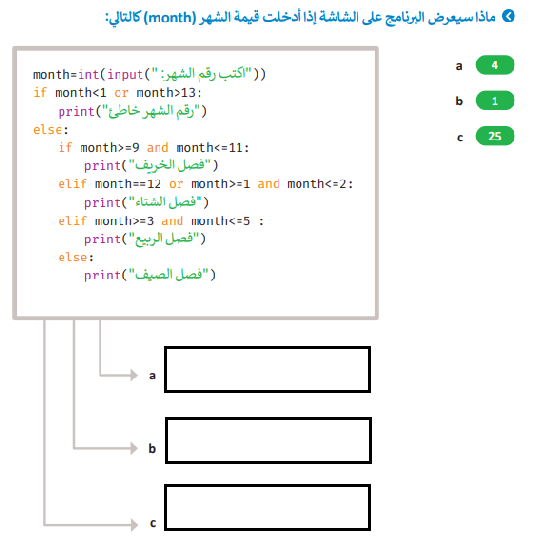 ماذا سيعرض البرنامج على الشاشة إذا أدخلت قيمة الشهر (month) كالتالي:
a 4
b 1
c 25
month=int(input("اكتب رقم الشهر: "))
if month<1 or month>13:
print("رقم الشهر خاطئ")
else:
if month>=9 and month<=11:
print("فصل الخريف")
elif month==12 or month>=1 and month<=2:
print("فصل الشتاء")
elif month>=3 and month<=5 :
print("فصل الربيع")
else:
print("فصل الصيف")
a
b
c